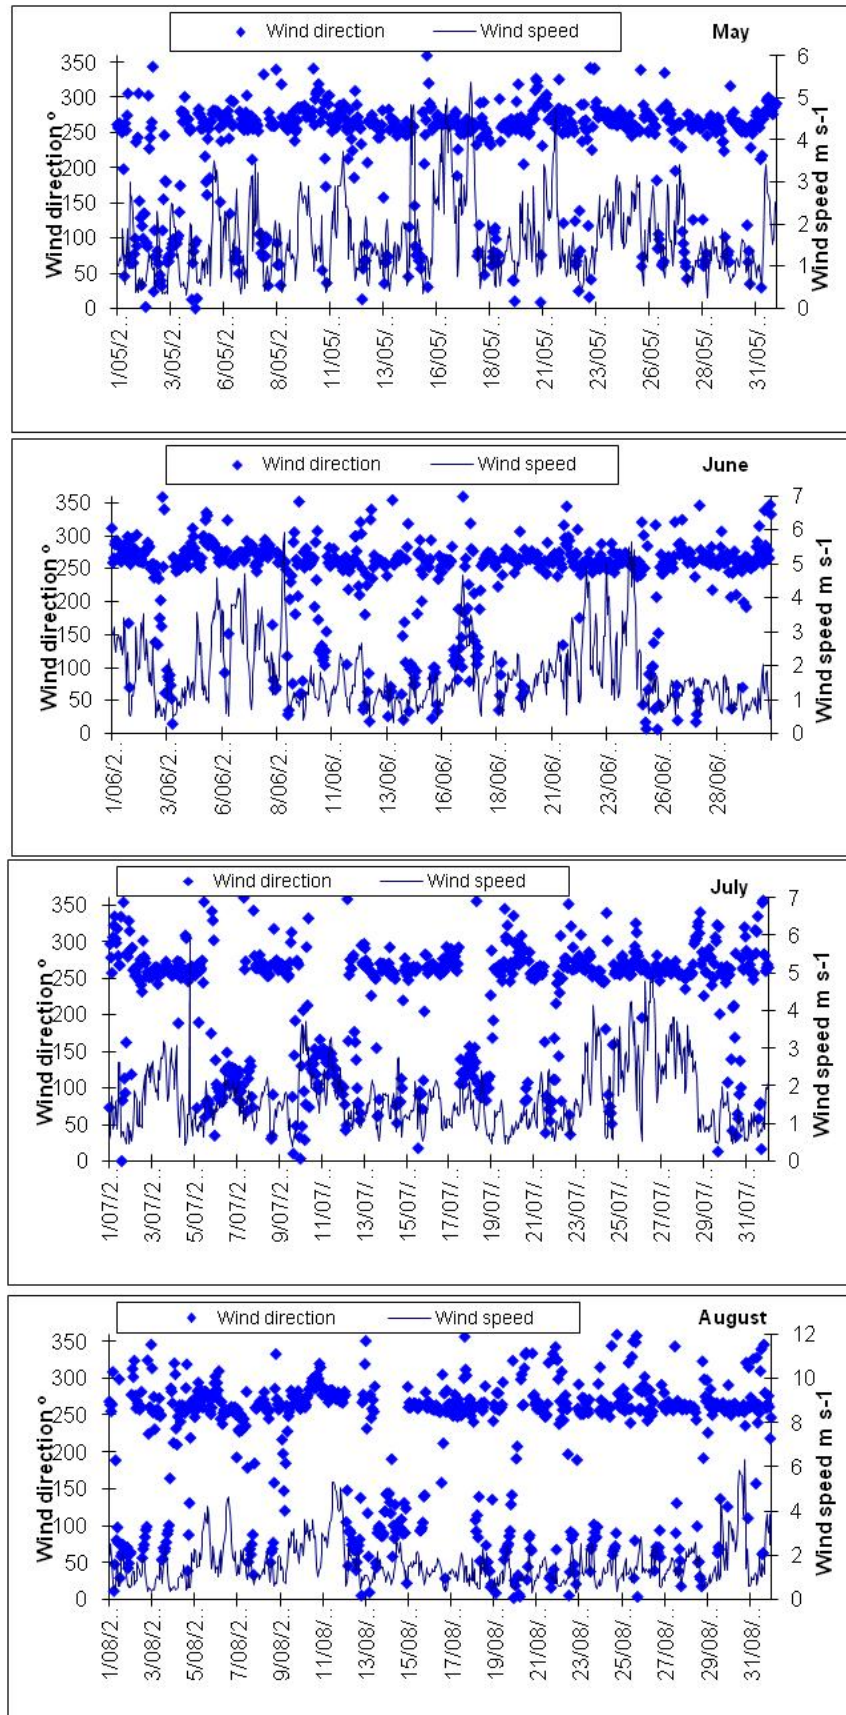 Wind direction Wind speed May
350 300 250 200 150 100 50 0
Wind direction º
6 5 4 3 2 1 0
Wind speed m s-1
1/05/2... 3/05/2... 6/05/2... 8/05/2... 11/05/... 13/05/... 16/05/... 18/05/... 21/05/... 23/05/... 26/05/... 28/05/... 31/05/...
Wind direction Wind speed June
350 300 250 200 150 100 50 0
Wind direction º
7 6 5 4 3 2 1 0
Wind speed m s-1
1/06/2... 3/06/2... 6/06/2... 8/06/2... 11/06/... 13/06/... 16/06/... 18/06/... 21/06/... 23/06/... 26/06/... 28/06/...
Wind direction Wind speed July
350 300 250 200 150 100 50 0
Wind direction º
7 6 5 4 3 2 1 0
Wind speed m s-1
1/07/2... 3/07/2... 5/07/2... 7/07/2... 9/07/2... 11/07/... 13/07/... 15/07/... 17/07/... 19/07/... 21/07/... 23/07/... 25/07/... 27/07/... 29/07/... 31/07/...
Wind direction Wind speed August
350 300 250 200 150 100 50 0
Wind direction º
12 10 8 6 4 2 0
Wind speed m s-1
1/08/2... 3/08/2... 5/08/2... 7/08/2... 9/08/2... 11/08/... 13/08/... 15/08/... 17/08/... 19/08/... 21/08/... 23/08/... 25/08/... 27/08/... 29/08/... 31/08/...